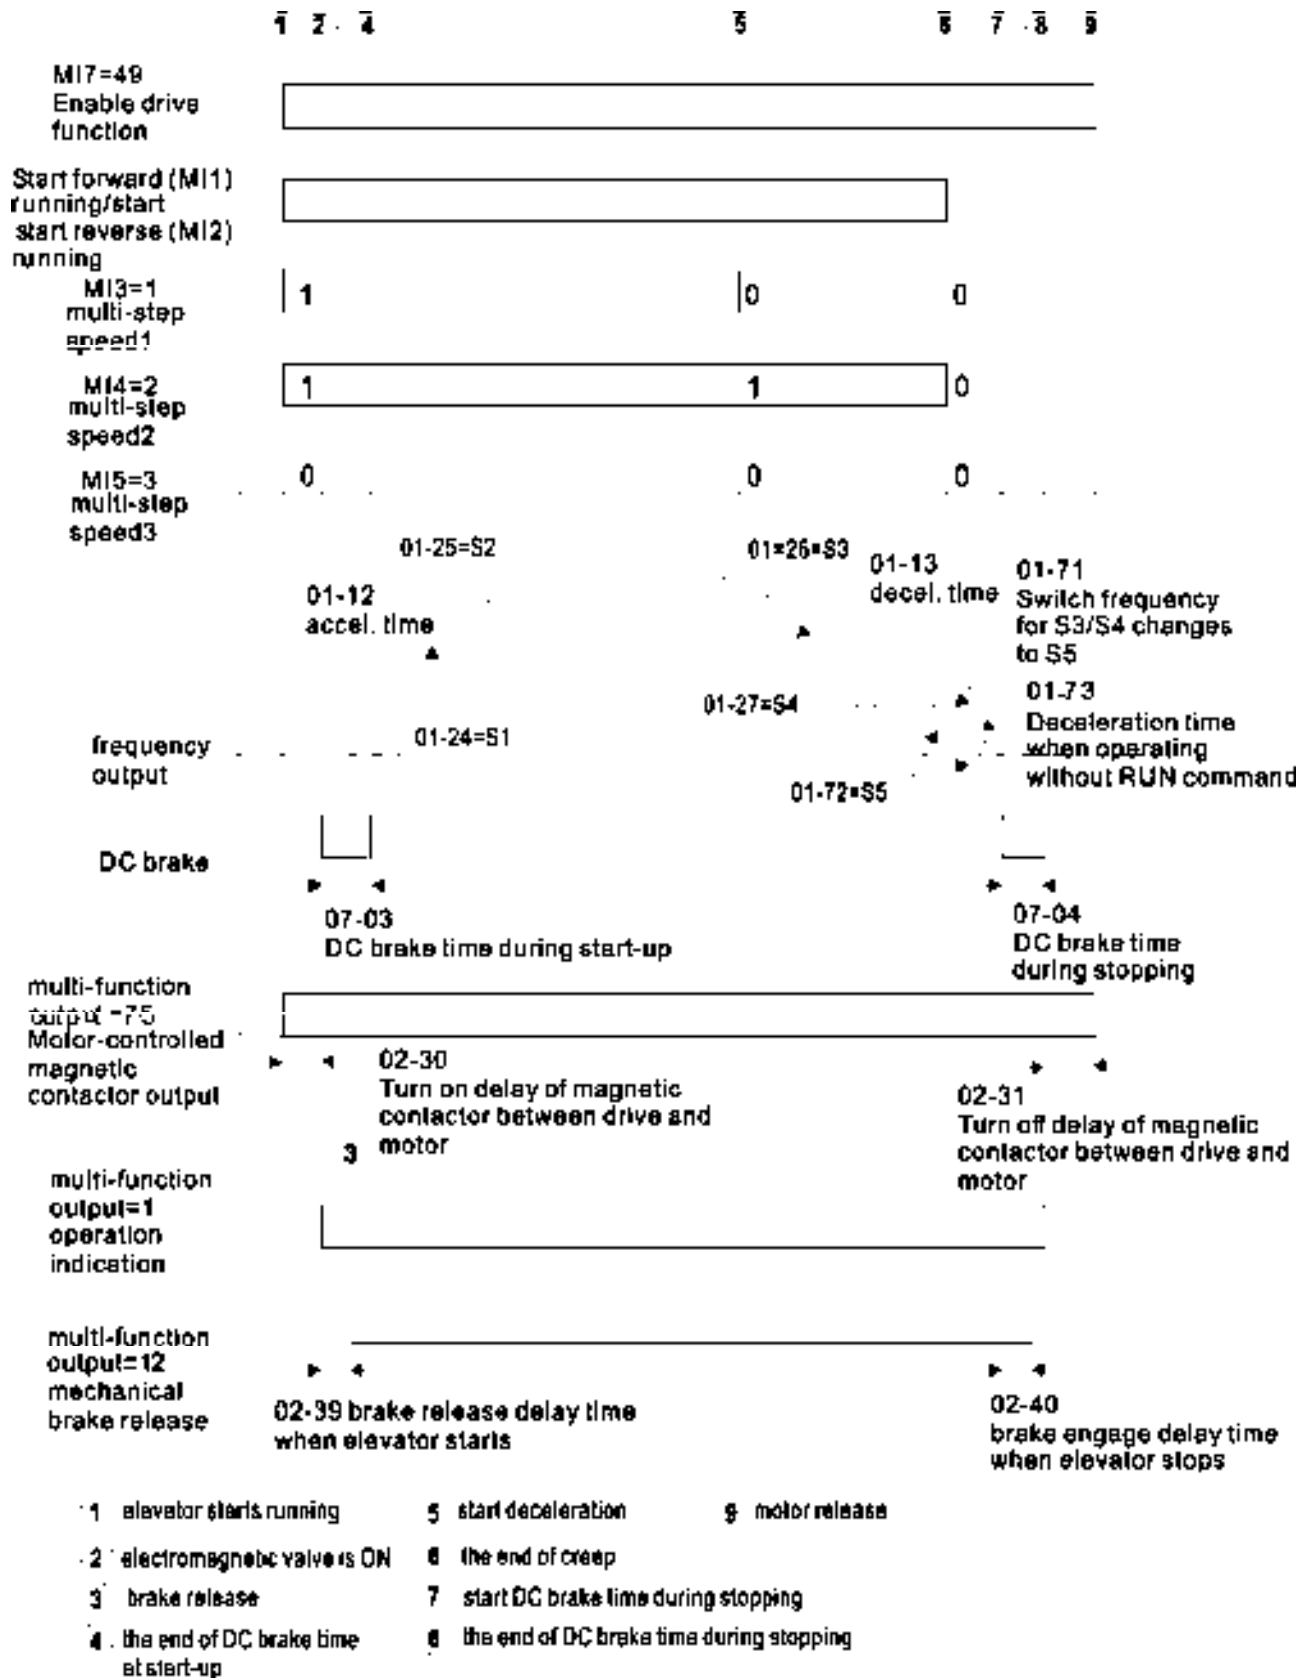 1 2 4 5 6 7 8 9
MI7=49
Enable drive
function
Start forward (MI1)
running/start
start reverse (MI2)
running
MI3=1
multi-step
speed1
1 0 0
MI4=2
multi-step
speed2
1 1 0
MI5=3
multi-step
speed3
0 0 0
01-25=S2
01-26=S3
01-12
accel. time
01-13
decel. time
01-71
Switch frequency
for S3/S4 changes
to S5
01-27=S4
01-73
Deceleration time
when operating
without RUN command
frequency
output
01-24=S1
01-72=S5
DC brake
07-03
DC brake time during start-up
07-04
DC brake time
during stopping
multi-function
output =75
Motor-controlled
magnetic
contactor output
02-30
Turn on delay of magnetic
contactor between drive and
motor
02-31
Turn off delay of magnetic
contactor between drive and
motor
3
multi-function
output=1
operation
indication
multi-function
output=12
mechanical
brake release
02-39 brake release delay time
when elevator starts
02-40
brake engage delay time
when elevator stops
1 elevator starts running
2 electromagnetic valve is ON
3 brake release
4 the end of DC brake time
at start-up
5 start deceleration
6 the end of creep
7 start DC brake time during stopping
8 the end of DC brake time during stopping
9 motor release